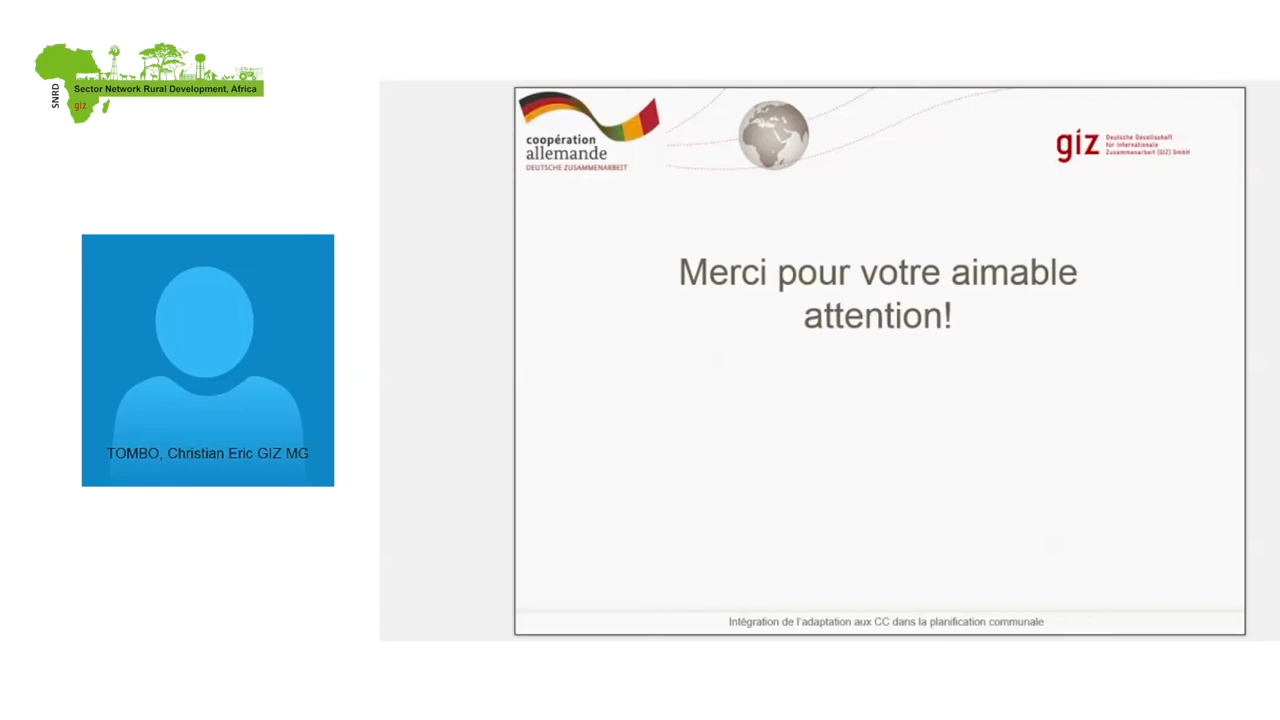 SNRD
Sector Network Rural Development, Africa
giz
coopération
allemande
DEUTSCHE ZUSAMMENARBEIT
giz
Deutsche Gesellschaft
für Internationale
Zusammenarbeit (GIZ) GmbH
Merci pour votre aimable
attention!
TOMBO, Christian Eric GIZ MG
Intégration de l'adaptation aux CC dans la planification communale